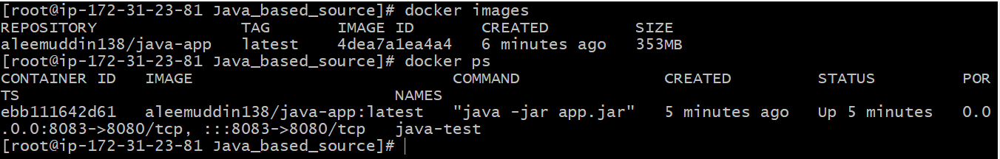 [root@ip-172-31-23-81 Java_based_source]# docker images
REPOSITORY               TAG       IMAGE ID       CREATED         SIZE
aleemuddin138/java-app   latest    4dea7a1ea4a4   6 minutes ago   353MB
[root@ip-172-31-23-81 Java_based_source]# docker ps
CONTAINER ID   IMAGE                           COMMAND               CREATED         STATUS         POR
TS                                       NAMES
ebb111642d61   aleemuddin138/java-app:latest   "java -jar app.jar"   5 minutes ago   Up 5 minutes   0.0
.0.0:8083->8080/tcp, :::8083->8080/tcp   java-test
[root@ip-172-31-23-81 Java_based_source]#